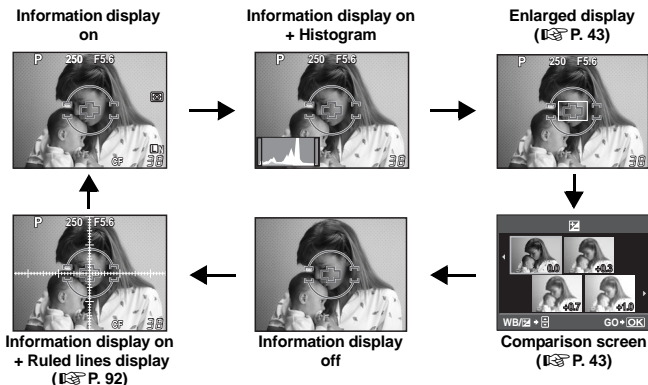 Information display
on
Information display on
+ Histogram
Enlarged display
(☞ P. 43)
P 250 F5.6
CF
N
38
P 250 F5.6
38
P 250 F5.6
38
P 250 F5.6
CF
38
38
0.0 +0.3
+0.7 +1.0
WB/ GO OK
Information display on
+ Ruled lines display
(☞ P. 92)
Information display
off
Comparison screen
(☞ P. 43)